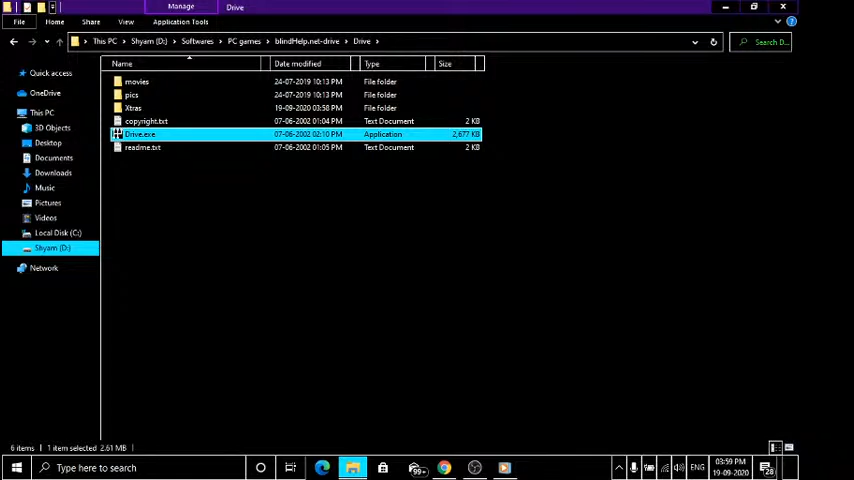 Manage
Drive
File
Home
Share
View
Application Tools
This PC > Shyam (D:) > Softwares > PC games > blindHelp.net-drive > Drive >
Search D...
Name
Date modified
Type
Size
Quick access
OneDrive
This PC
3D Objects
Desktop
Documents
Downloads
Music
Pictures
Videos
Local Disk (C:)
Shyam (D:)
Network
movies 24-07-2019 10:13 PM File folder
pics 24-07-2019 10:13 PM File folder
Xtras 19-09-2020 03:58 PM File folder
copyright.txt 07-06-2002 01:04 PM Text Document 2 KB
Drive.exe 07-06-2002 02:10 PM Application 2,677 KB
readme.txt 07-06-2002 01:05 PM Text Document 2 KB
6 items
1 item selected 2.61 MB
Type here to search
99+
ENG
03:59 PM
19-09-2020
28